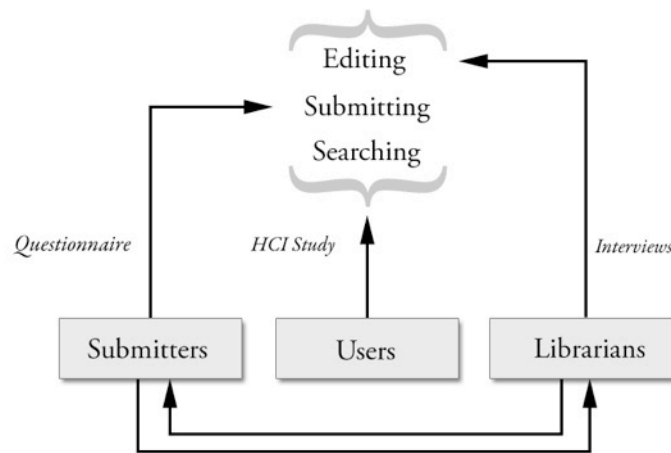 Editing
Submitting
Searching
Questionnaire
HCI Study
Interviews
Submitters
Users
Librarians